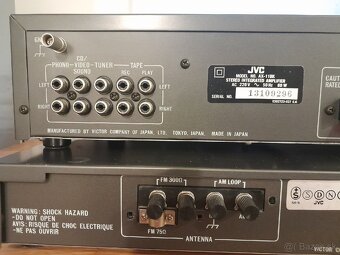 JVC
MODEL NO. AX-11BK
STEREO INTEGRATED AMPLIFIER
AC 220V ∿ 50Hz 80W
SERIAL NO. 13109296
CD/
PHONO-VIDEO-TUNER
SOUND
TAPE
REC PLAY
LEFT
LEFT
RIGHT
RIGHT
MANUFACTURED BY VICTOR COMPANY OF JAPAN, LTD. TOKYO, JAPAN, MADE IN JAPAN
WARNING: SHOCK HAZARD
-DO NOT OPEN
AVIS: RISQUE DE CHOC ELECTRIQUE
-NE PAS OUVRIR
FM 300Ω
AM LOOP
FM 75Ω
ANTENNA
JVC